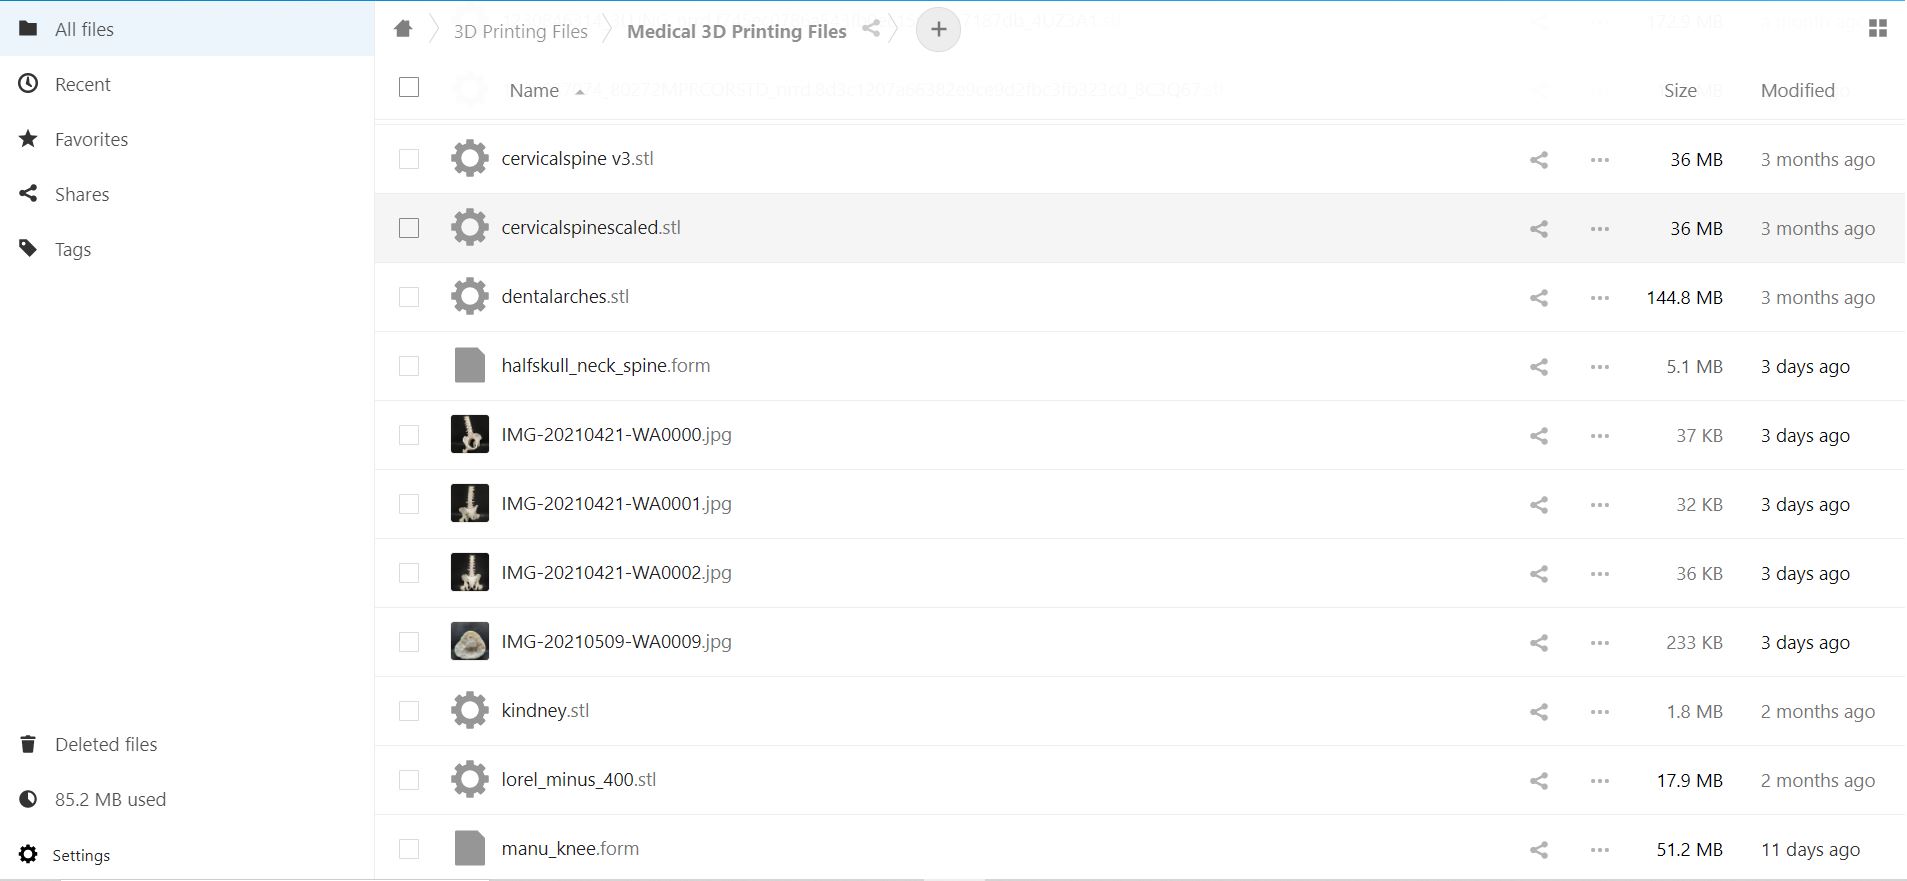 All files
Recent
Favorites
Shares
Tags
Deleted files
85.2 MB used
Settings
3D Printing Files
Medical 3D Printing Files
+
Name Size Modified
cervicalspine v3.stl 36 MB 3 months ago
cervicalspinescaled.stl 36 MB 3 months ago
dentalarches.stl 144.8 MB 3 months ago
halfskull_neck_spine.form 5.1 MB 3 days ago
IMG-20210421-WA0000.jpg 37 KB 3 days ago
IMG-20210421-WA0001.jpg 32 KB 3 days ago
IMG-20210421-WA0002.jpg 36 KB 3 days ago
IMG-20210509-WA0009.jpg 233 KB 3 days ago
kindney.stl 1.8 MB 2 months ago
lorel_minus_400.stl 17.9 MB 2 months ago
manu_knee.form 51.2 MB 11 days ago